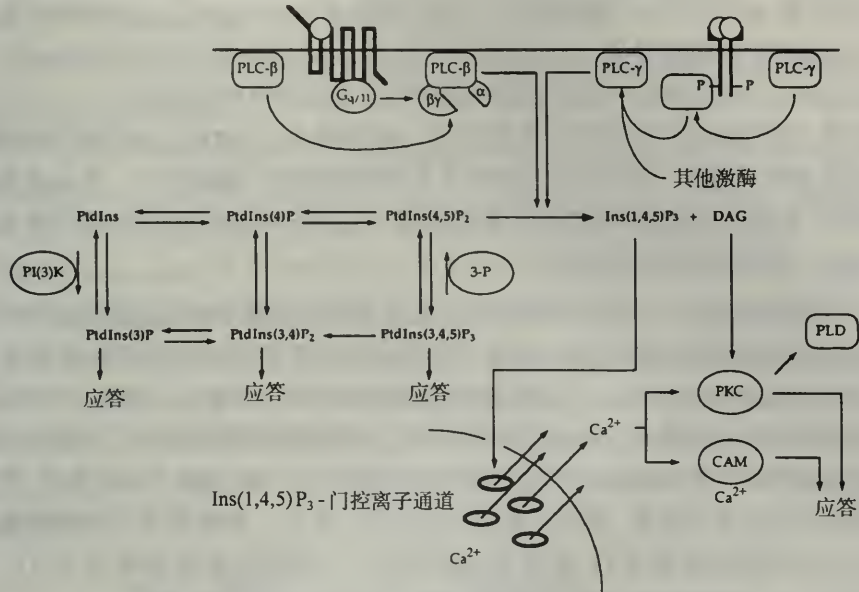 PLC-β
G q/11
PLC-β
βγ
α
PLC-γ
P
P
PLC-γ
其他激酶
PtdIns
PtdIns(4)P
PtdIns(4,5)P₂
Ins(1,4,5)P₃ + DAG
PI(3)K
3-P
PtdIns(3)P
PtdIns(3,4)P₂
PtdIns(3,4,5)P₃
PLD
应答
应答
应答
PKC
Ca²⁺
CAM
Ca²⁺
应答
Ins(1,4,5)P₃-门控离子通道
Ca²⁺